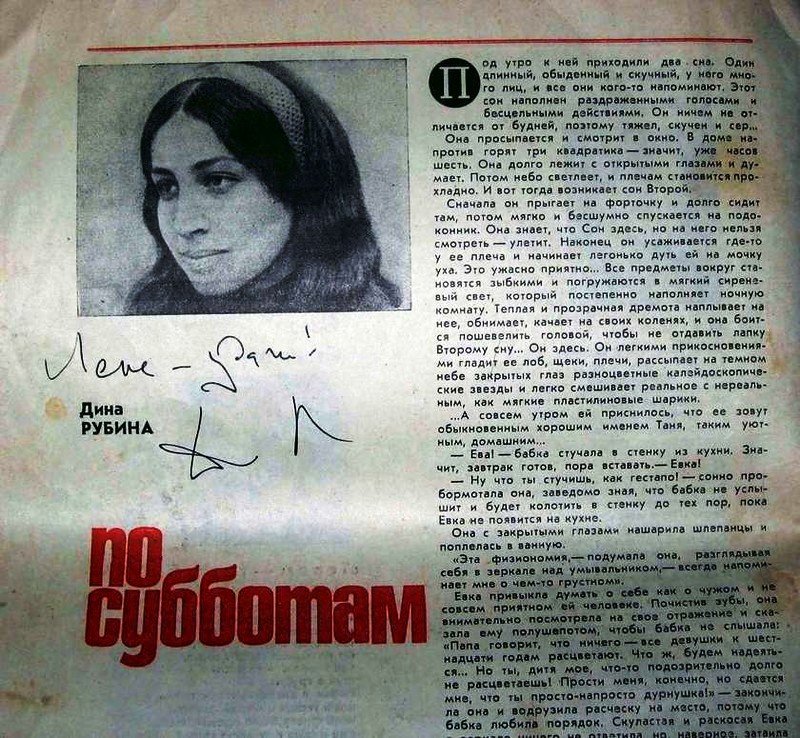 Лене — удачи!
Дина
РУБИНА
по
субботам
Под утро к ней приходили два сна. Один
длинный, обыденный и скучный, у него мно-
го лиц, и все они кого-то напоминают. Этот
сон наполнен раздраженными голосами и
бесцельными действиями. Он ничем не от-
личается от будней, поэтому тяжел, скучен и сер...
Она просыпается и смотрит в окно. В доме на-
против горят три квадратика — значит, уже часов
шесть. Она долго лежит с открытыми глазами и ду-
мает. Потом небо светлеет, и плечам становится про-
хладно. И вот тогда возникает сон Второй.
Сначала он прыгает на форточку и долго сидит
там, потом мягко и бесшумно спускается на подо-
конник. Она знает, что Сон здесь, но на него нельзя
смотреть — улетит. Наконец он усаживается где-то
у ее плеча и начинает легонько дуть ей на мочку
уха. Это ужасно приятно... Все предметы вокруг ста-
новятся зыбкими и погружаются в мягкий сирене-
вый свет, который постепенно наполняет ночную
комнату. Теплая и прозрачная дремота наплывает на
нее, обнимает, качает на своих коленях, и она боит-
ся пошевелить головой, чтобы не отдавить лапку
Второму сну... Он здесь. Он легкими прикосновения-
ми гладит ее лоб, щеки, плечи, рассыпает на темном
небе закрытых глаз разноцветные калейдоскопиче-
ские звезды и легко смешивает реальное с нереаль-
ным, как мягкие пластилиновые шарики.
...А совсем утром ей приснилось, что ее зовут
обыкновенным хорошим именем Таня, таким уют-
ным, домашним...
— Ева! — бабка стучала в стенку из кухни. Зна-
чит, завтрак готов, пора вставать.— Евка!
— Ну что ты стучишь, как гестапо! — сонно про-
бормотала она, заведомо зная, что бабка не услы-
шит и будет колотить в стенку до тех пор, пока
Евка не появится на кухне.
Она с закрытыми глазами нашарила шлепанцы и
поплелась в ванную.
«Эта физиономия,— подумала она, разглядывая
себя в зеркале над умывальником,— всегда напоми-
нает мне о чем-то грустном».
Евка привыкла думать о себе как о чужом и не
совсем приятном ей человеке. Почистив зубы, она
внимательно посмотрела на свое отражение и ска-
зала ему полушепотом, чтобы бабка не слышала:
«Папа говорит, что ничего — все девушки к шест-
надцати годам расцветают. Что ж, будем надеять-
ся... Но ты, дитя мое, что-то подозрительно долго
не расцветаешь! Прости меня, конечно, но сдается
мне, что ты просто-напросто дурнушка!» — закончи-
ла она и водрузила расческу на место, потому что
бабка любила порядок. Скуластая и раскосая Евка
ничего не ответила, но, наверное, затаила